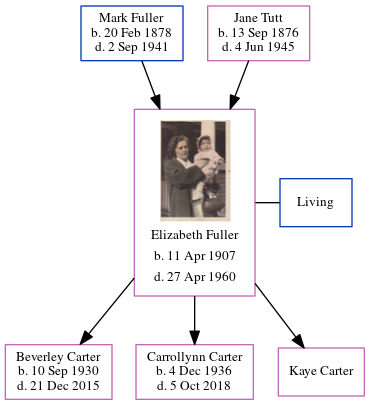 Mark Fuller
b. 20 Feb 1878
d. 2 Sep 1941
Jane Tutt
b. 13 Sep 1876
d. 4 Jun 1945
Elizabeth Fuller
b. 11 Apr 1907
d. 27 Apr 1960
Living
Beverley Carter
b. 10 Sep 1930
d. 21 Dec 2015
Carrollynn Carter
b. 4 Dec 1936
d. 5 Oct 2018
Kaye Carter